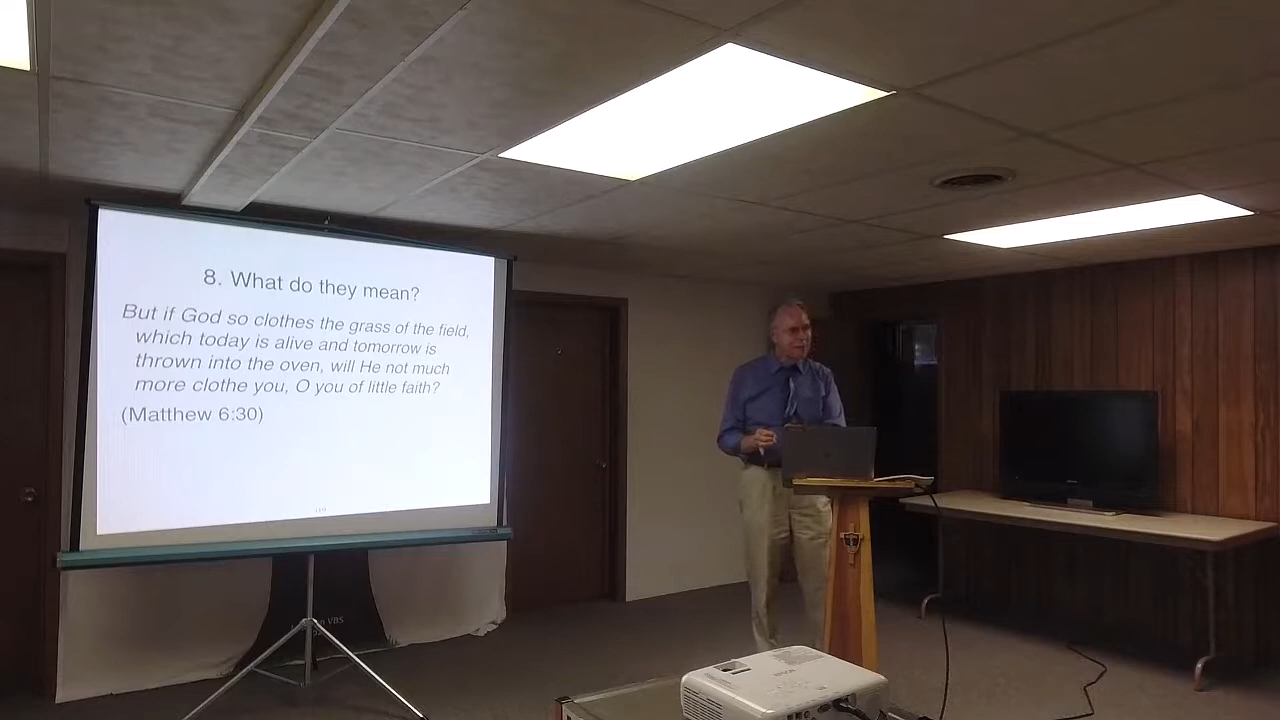 8. What do they mean?
But if God so clothes the grass of the field,
which today is alive and tomorrow is
thrown into the oven, will He not much
more clothe you, O you of little faith?
(Matthew 6:30)
VBS
EPSON